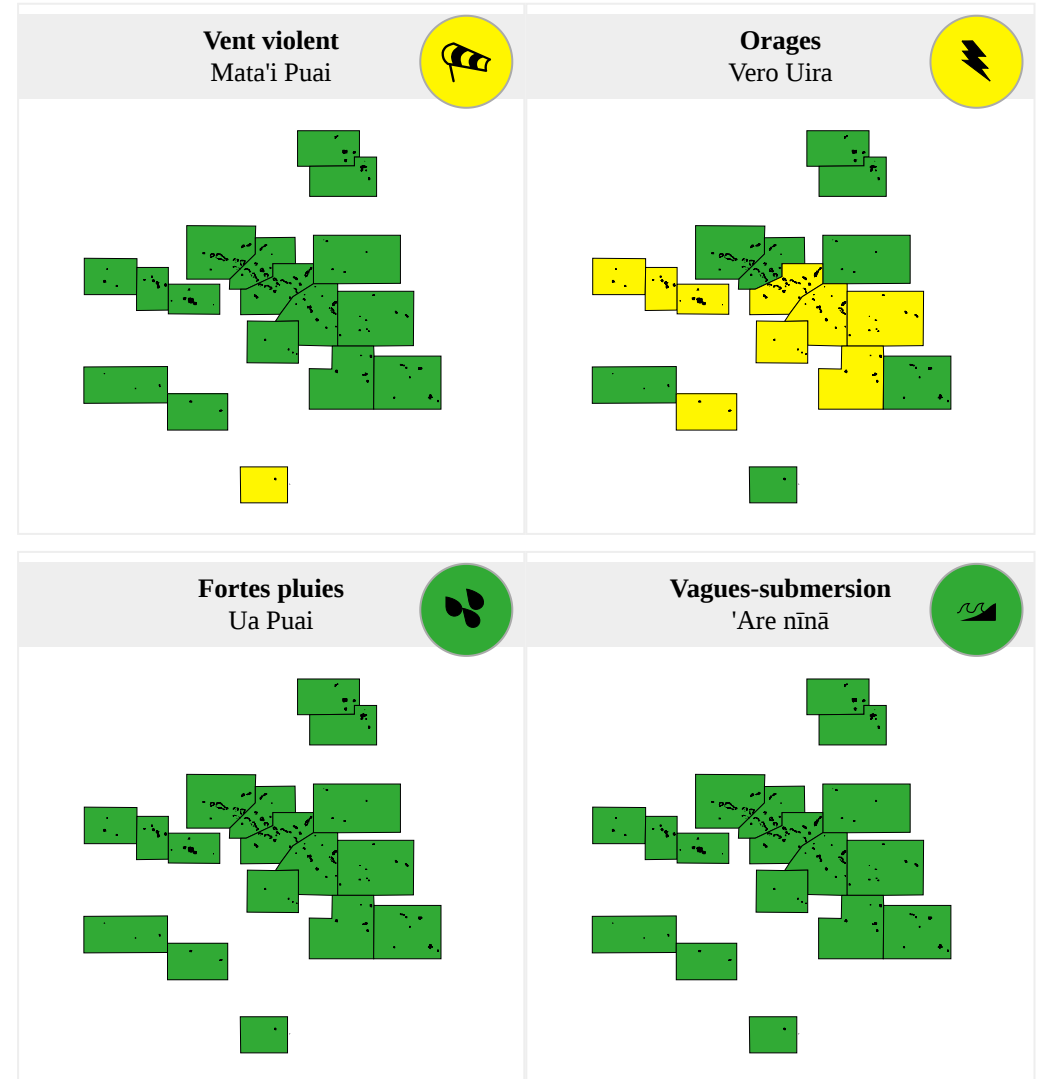 Vent violent
Mata'i Puai
Orages
Vero Uira
Fortes pluies
Ua Puai
Vagues-submersion
'Are nīnā